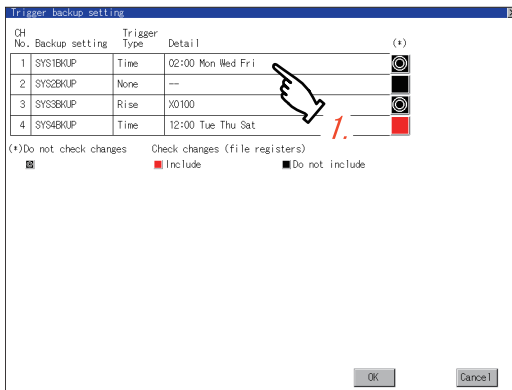 Trigger backup setting
CH No. Backup setting Trigger Type Detail (*)
1 SYS1BKUP Time 02:00 Mon Wed Fri
2 SYS2BKUP None --
3 SYS3BKUP Rise X0100
4 SYS4BKUP Time 12:00 Tue Thu Sat
1.
(*)Do not check changes Check changes (file registers)
Include Do not include
OK Cancel